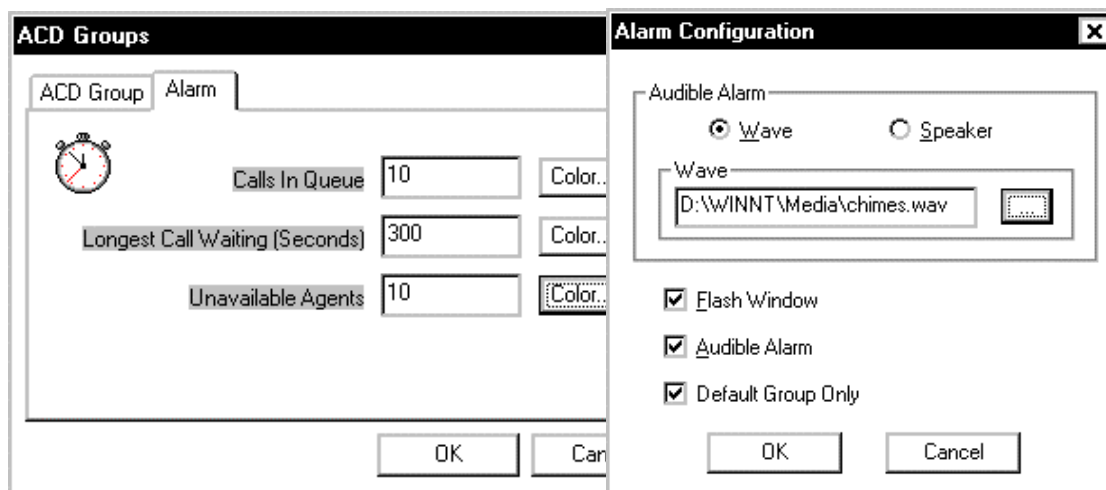 ACD Groups
ACD Group Alarm
Calls In Queue 10 Color..
Longest Call Waiting (Seconds) 300 Color..
Unavailable Agents 10 Color..
OK Can
Alarm Configuration
Audible Alarm
Wave Speaker
Wave
D:\WINNT\Media\chimes.wav ...
Flash Window
Audible Alarm
Default Group Only
OK Cancel